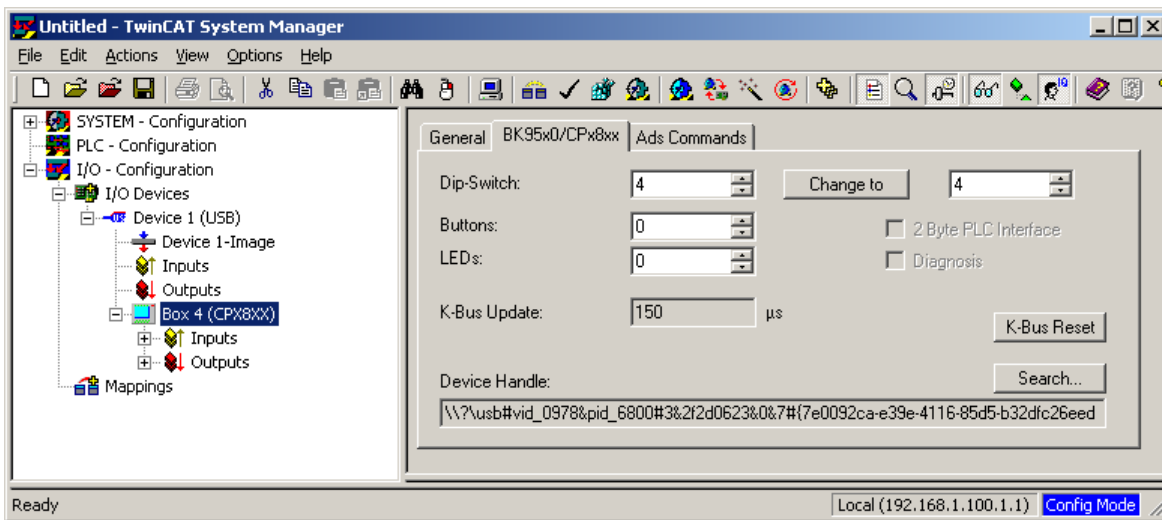 Untitled - TwinCAT System Manager
File Edit Actions View Options Help
SYSTEM - Configuration
PLC - Configuration
I/O - Configuration
I/O Devices
Device 1 (USB)
Device 1-Image
Inputs
Outputs
Box 4 (CPX8XX)
Inputs
Outputs
Mappings
General BK95x0/CPx8xx Ads Commands
Dip-Switch: 4 Change to 4
Buttons: 0 2 Byte PLC Interface
LEDs: 0 Diagnosis
K-Bus Update: 150 µs
K-Bus Reset
Device Handle: Search...
\\?\usb#vid_0978&pid_6800#3&2f2d0623&0&7#{7e0092ca-e39e-4116-85d5-b32dfc26eed
Ready Local (192.168.1.100.1.1) Config Mode